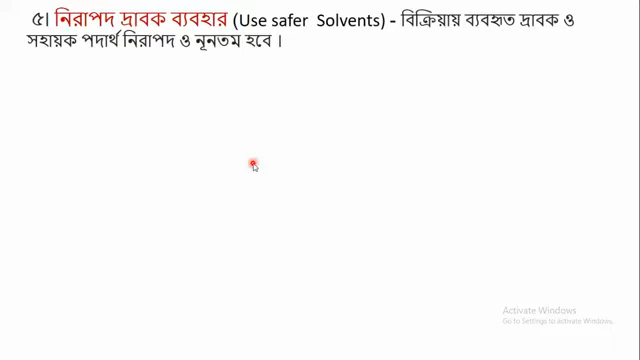 ৫। নিরাপদ দ্রাবক ব্যবহার (Use safer Solvents) - বিক্রিয়ায় ব্যবহৃত দ্রাবক ও
সহায়ক পদার্থ নিরাপদ ও নূনতম হবে ।
Activate Windows
Go to Settings to activate Windows.